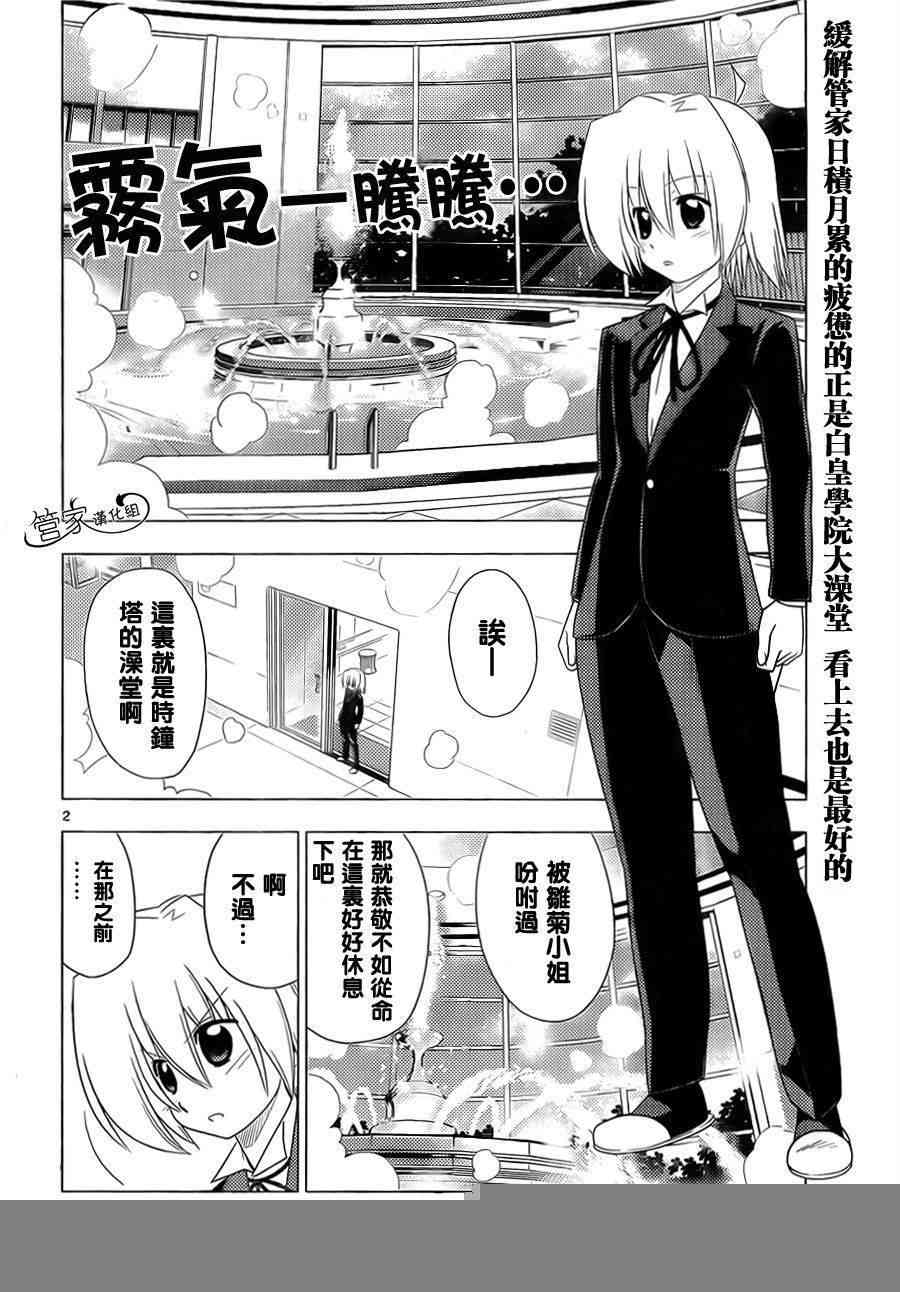 緩解管家日積月累的疲憊的正是白皇學院大澡堂 看上去也是最好的
霧氣一騰騰…
管家漢化組
誒ー
這裏就是時鐘
塔的澡堂啊
2
被雛菊小姐
吩咐過
那就恭敬不如從命
在這裏好好休息
下吧
啊
不過…
在那之前
……